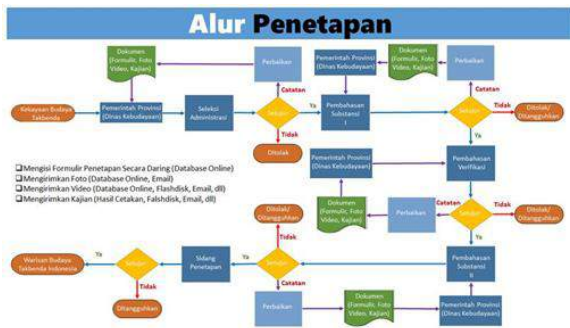 Alur Penetapan
Dokumen
(Formulir, Foto
Video, Kajian)
Perbaikan
Pemerintah Provinsi
(Dinas Kebudayaan)
Dokumen
(Formulir, Foto
Video, Kajian)
Perbaikan
Catatan
Catatan
Tidak
Kekayaan Budaya
Takbenda
Pemerintah Provinsi
(Dinas Kebudayaan)
Seleksi
Administrasi
Setuju
Ya
Pembahasan
Substansi
I
Setuju
Ditolak/
Ditangguhkan
Tidak
Ditolak
Ya
Mengisi Formulir Penetapan Secara Daring (Database Online)
Mengirimkan Foto (Database Online, Email)
Mengirimkan Video (Database Online, Flashdisk, Email, dll)
Mengirimkan Kajian (Hasil Cetakan, Falshdisk, Email, dll)
Pemerintah Provinsi
(Dinas Kebudayaan)
Pembahasan
Verifikasi
Dokumen
(Formulir, Foto
Video, Kajian)
Perbaikan
Catatan
Setuju
Tidak
Ditolak/
Ditangguhkan
Ditolak/
Ditangguhkan
Tidak
Ya
Warisan Budaya
Takbenda Indonesia
Ya
Setuju
Sidang
Penetapan
Ya
Setuju
Pembahasan
Substansi
II
Tidak
Ditangguhkan
Catatan
Perbaikan
Dokumen
(Formulir, Foto
Video, Kajian)
Pemerintah Provinsi
(Dinas Kebudayaan)